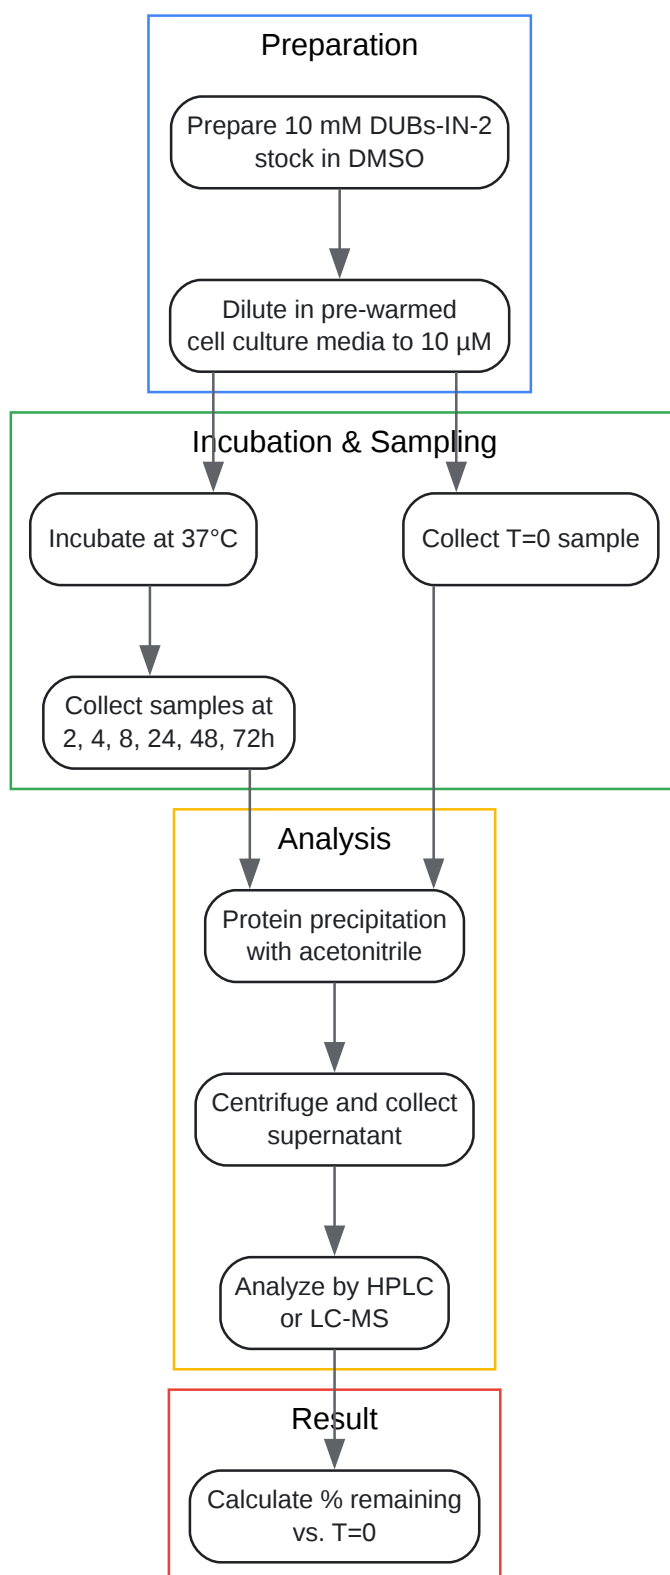 Preparation
Prepare 10 mM DUBs-IN-2
stock in DMSO
Dilute in pre-warmed
cell culture media to 10 µM
Incubation & Sampling
Incubate at 37°C
Collect T=0 sample
Collect samples at
2, 4, 8, 24, 48, 72h
Analysis
Protein precipitation
with acetonitrile
Centrifuge and collect
supernatant
Analyze by HPLC
or LC-MS
Result
Calculate % remaining
vs. T=0